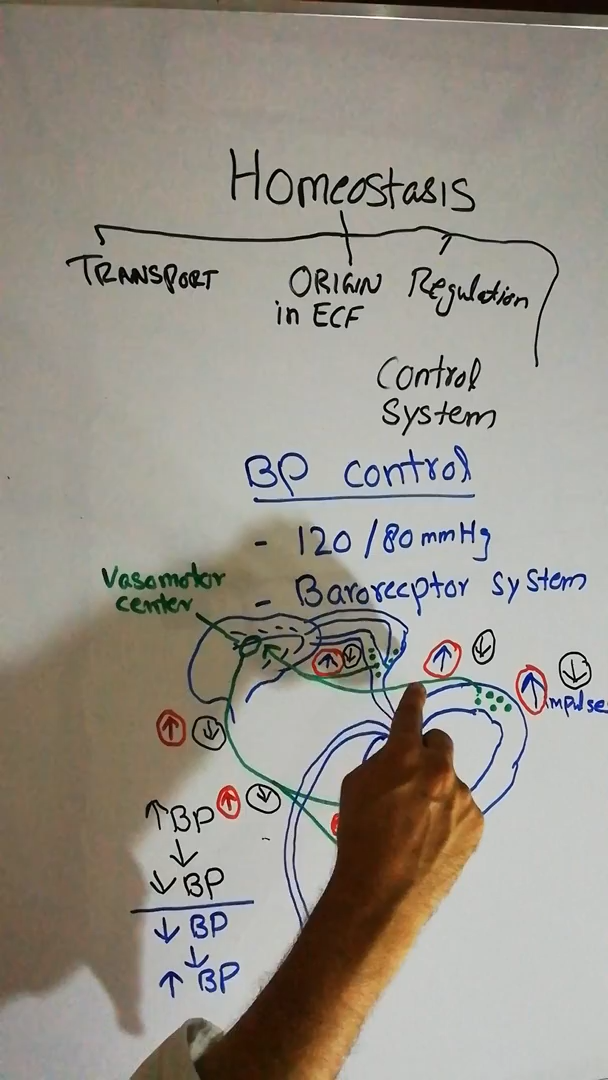 Homeostasis
TRANSPORT
ORIGIN
in ECF
Regulation
Control
System
BP control
- 120/80 mmHg
- Baroreceptor System
Vasomotor
center
↑ ↓
↑ ↓
↑ ↓
Impulse
↑ ↓
↑BP ↑ ↓
↓
↓BP
↓ BP
↓
↑ BP